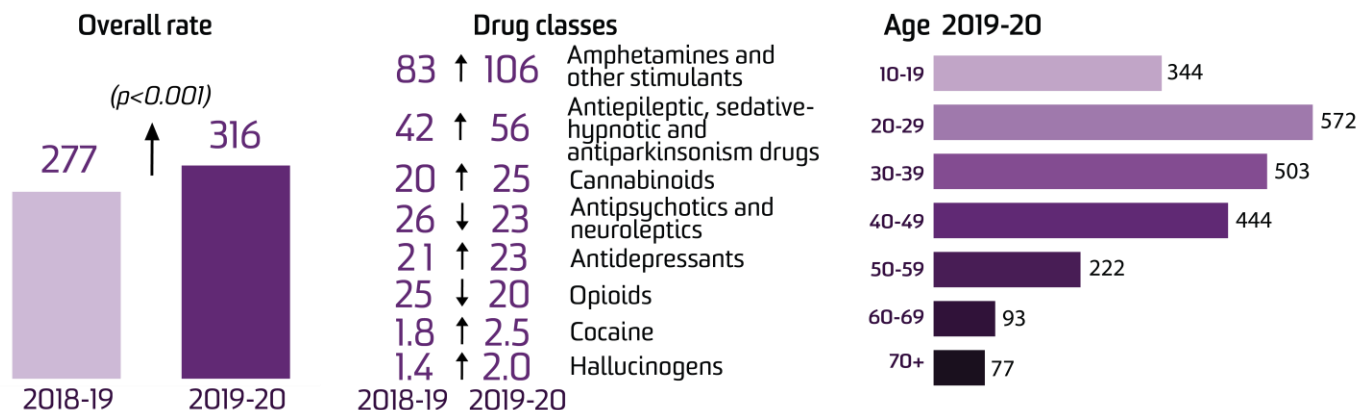 Overall rate
(p<0.001)
277
316
2018-19
2019-20
Drug classes
83 ↑ 106 Amphetamines and
other stimulants
42 ↑ 56 Antiepileptic, sedative-
hypnotic and
antiparkinsonism drugs
20 ↑ 25 Cannabinoids
26 ↓ 23 Antipsychotics and
neuroleptics
21 ↑ 23 Antidepressants
25 ↓ 20 Opioids
1.8 ↑ 2.5 Cocaine
1.4 ↑ 2.0 Hallucinogens
2018-19 2019-20
Age 2019-20
10-19 344
20-29 572
30-39 503
40-49 444
50-59 222
60-69 93
70+ 77